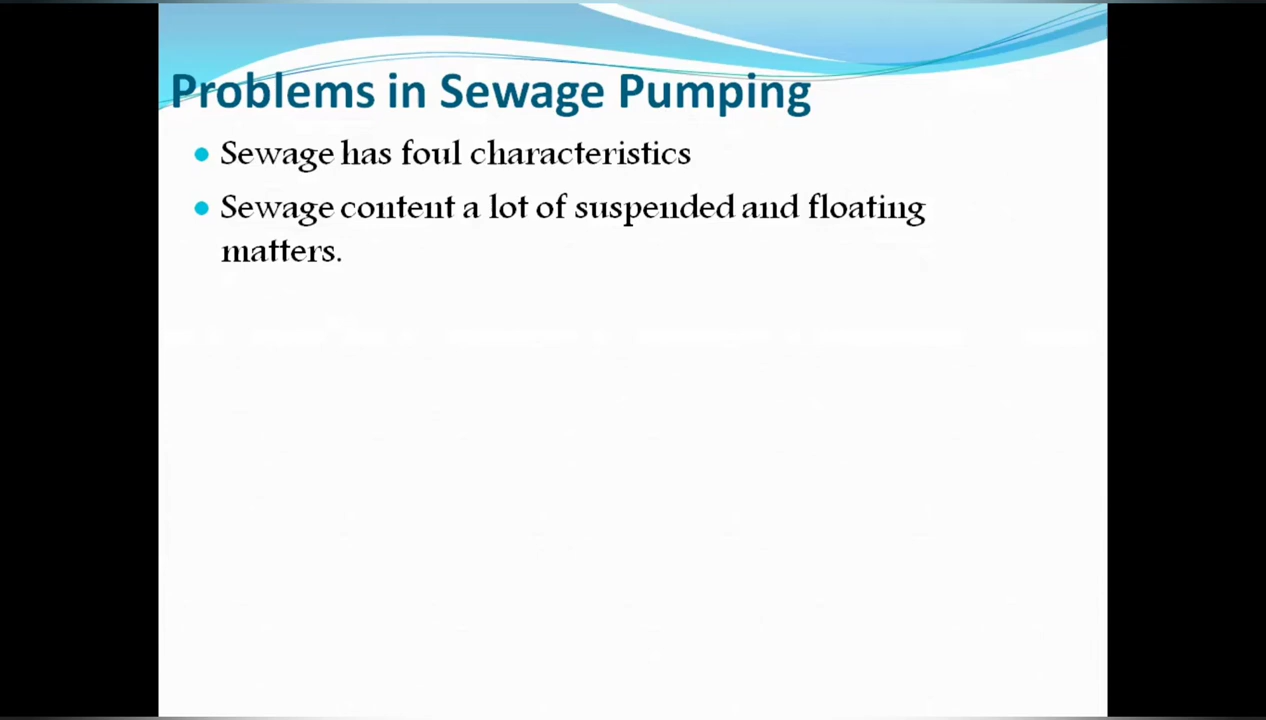 Problems in Sewage Pumping
Sewage has foul characteristics
Sewage content a lot of suspended and floating
matters.